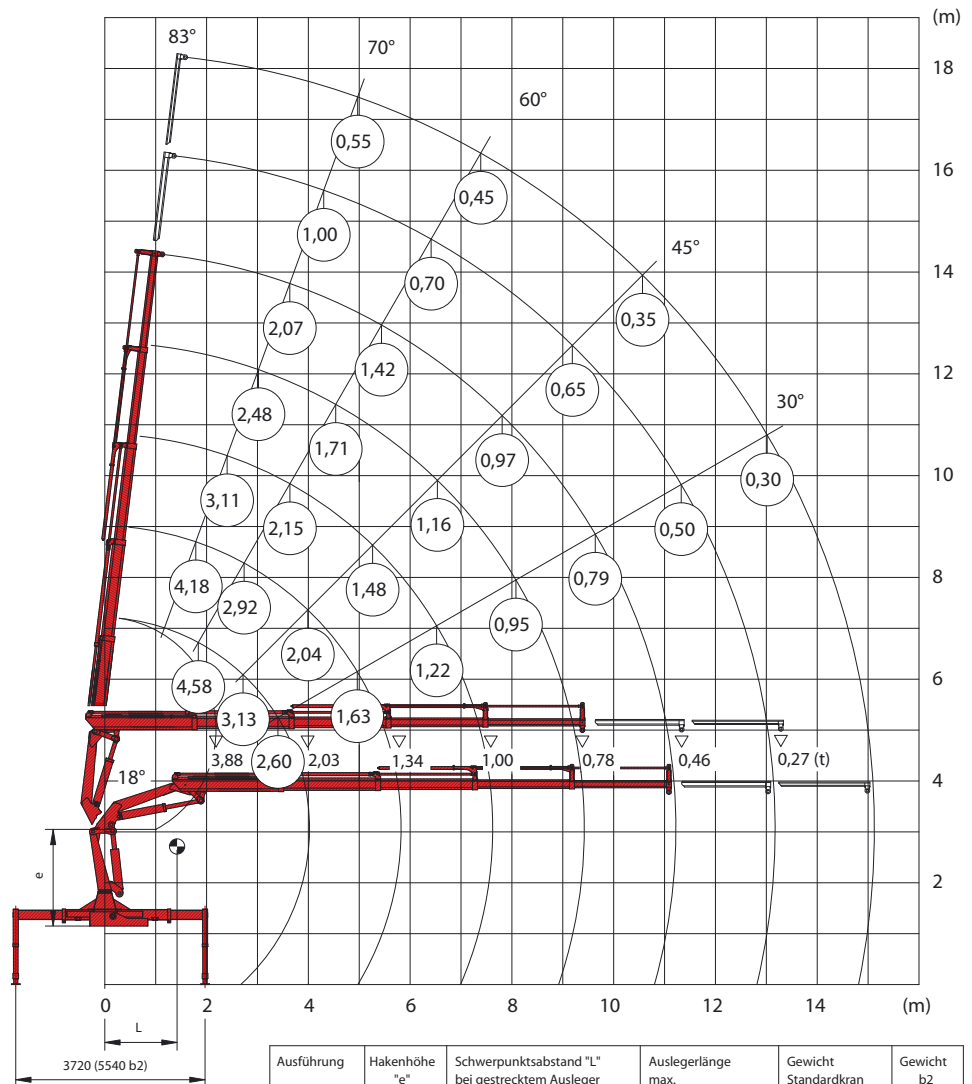 (m)
83°
70°
60°
45°
30°
18
16
14
12
10
8
6
4
2
0,55
0,45
0,35
0,30
1,00
0,70
0,65
0,50
2,07
1,42
0,97
0,79
2,48
1,71
1,16
0,95
3,11
2,15
1,48
1,22
4,18
2,92
2,04
1,63
4,58
3,13
2,60
3,88
2,03
1,34
1,00
0,78
0,46
0,27 (t)
18°
e
0 2 4 6 8 10 12 14 (m)
L
3720 (5540 b2)
Ausführung
Hakenhöhe
"e"
Schwerpunktsabstand "L"
bei gestrecktem Ausleger
Auslegerlänge
max.
Gewicht
Standardkran
Gewicht
b2